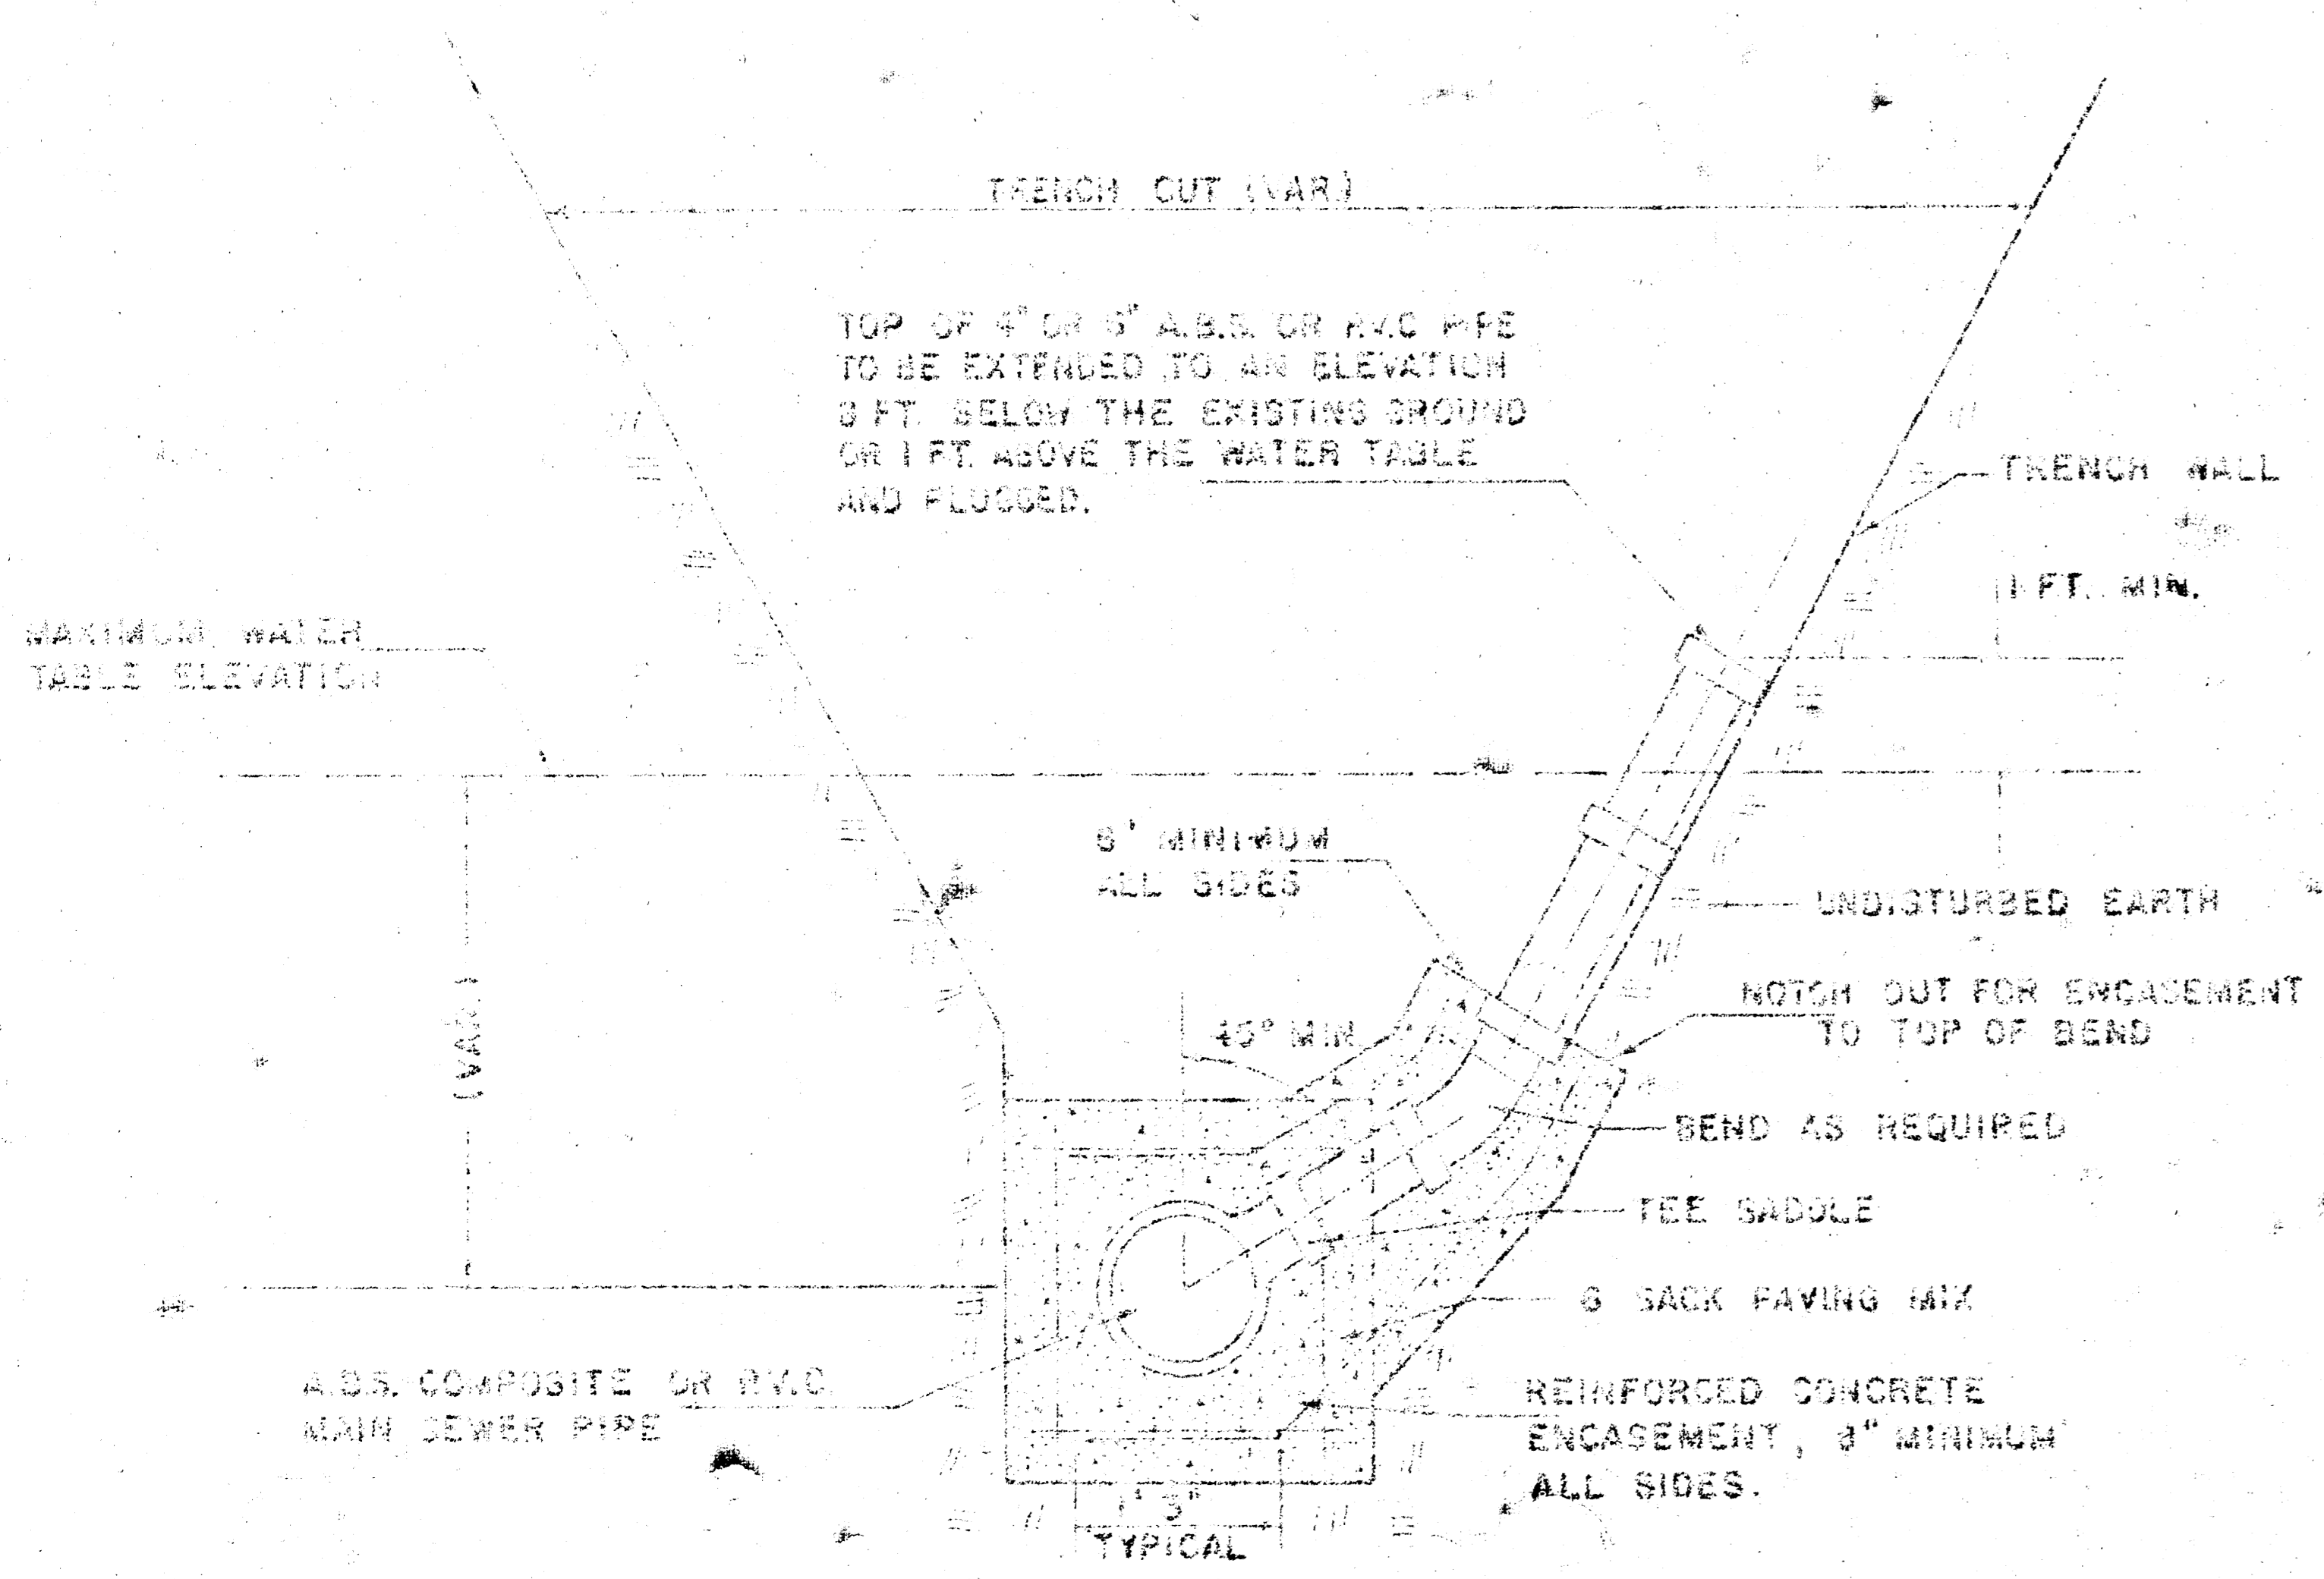 TRENCH CUT (VAR.)
TOP OF 4" OR 6" A.B.S. OR P.V.C PIPE
TO BE EXTENDED TO AN ELEVATION
8 FT. BELOW THE EXISTING GROUND
OR 1 FT. ABOVE THE WATER TABLE
AND PLUGGED.
TRENCH WALL
1 FT. MIN.
MAXIMUM WATER
TABLE ELEVATION
MINIMUM
ALL SIDES
UNDISTURBED EARTH
NOTCH OUT FOR ENCASEMENT
TO TOP OF BEND
(VAR.)
45° MIN.
BEND AS REQUIRED
TEE SADDLE
6 SACK PAVING MIX
A.B.S. COMPOSITE OR P.V.C.
MAIN SEWER PIPE
REINFORCED CONCRETE
ENCASEMENT, 8" MINIMUM
ALL SIDES.
3"
TYPICAL